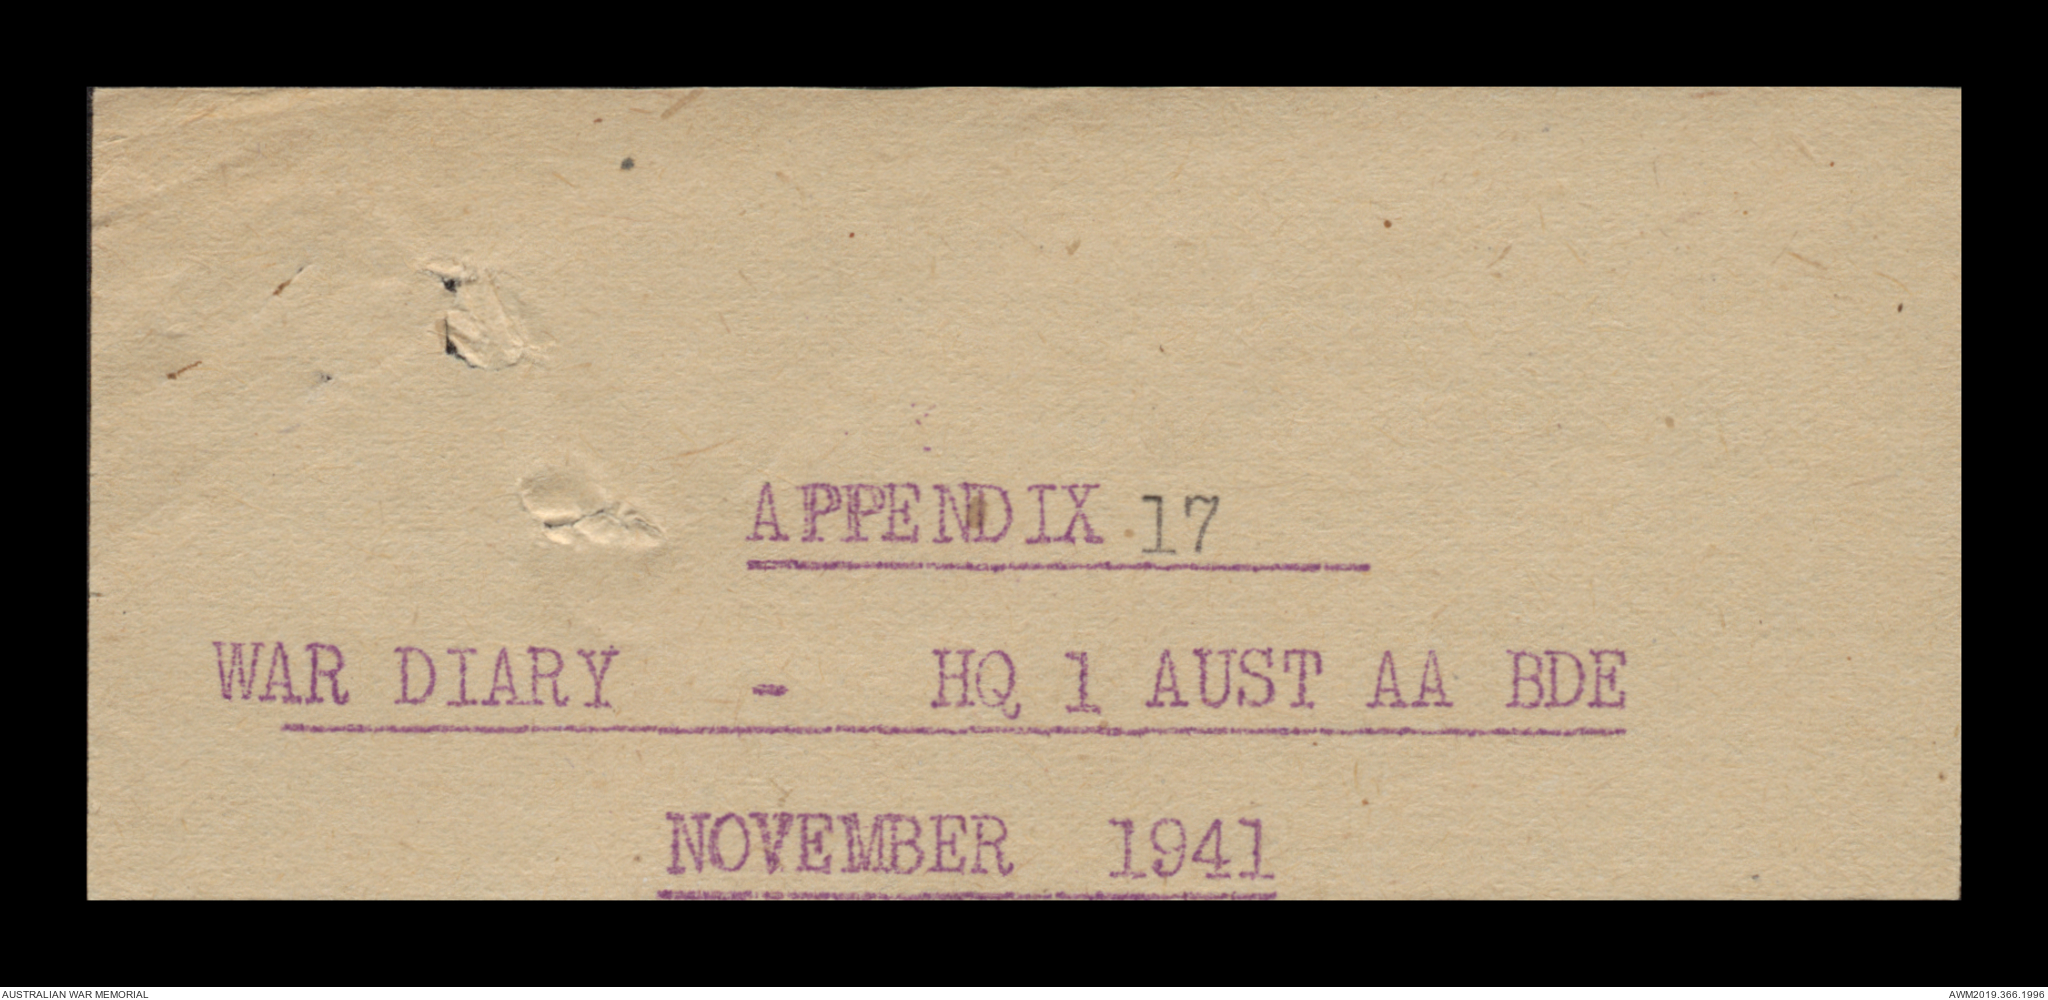 APPENDIX 17
WAR DIARY - HQ 1 AUST AA BDE
NOVEMBER 1941
AUSTRALIAN WAR MEMORIAL
AWM2019.366.1996